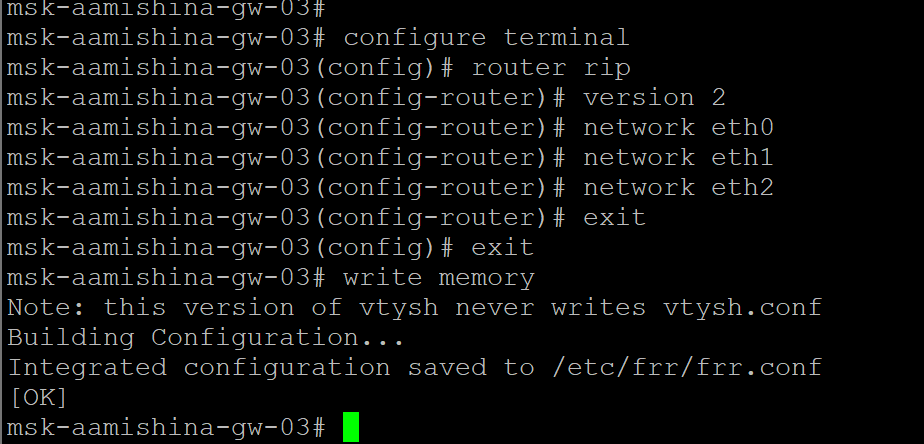 msk-aamishina-gw-03#
msk-aamishina-gw-03# configure terminal
msk-aamishina-gw-03(config)# router rip
msk-aamishina-gw-03(config-router)# version 2
msk-aamishina-gw-03(config-router)# network eth0
msk-aamishina-gw-03(config-router)# network eth1
msk-aamishina-gw-03(config-router)# network eth2
msk-aamishina-gw-03(config-router)# exit
msk-aamishina-gw-03(config)# exit
msk-aamishina-gw-03# write memory
Note: this version of vtysh never writes vtysh.conf
Building Configuration...
Integrated configuration saved to /etc/frr/frr.conf
[OK]
msk-aamishina-gw-03#